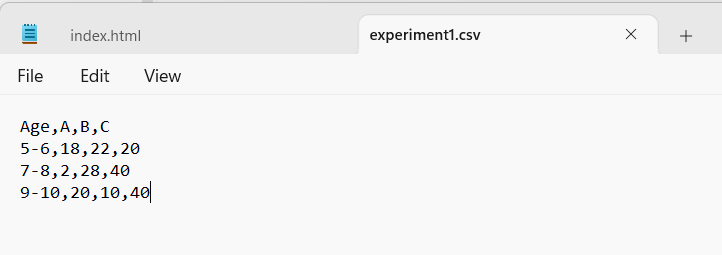 index.html
experiment1.csv
File Edit View
Age,A,B,C
5-6,18,22,20
7-8,2,28,40
9-10,20,10,40